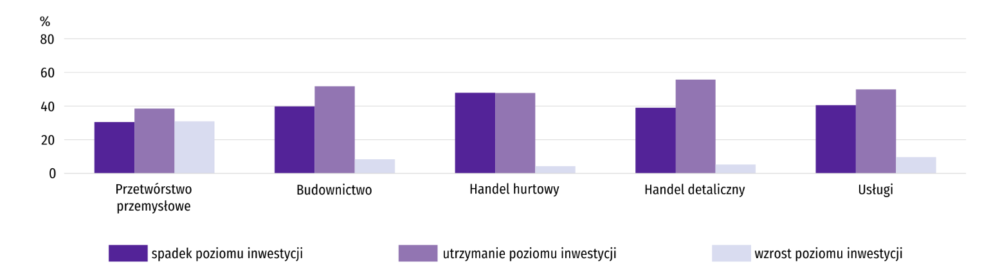 %
80
60
40
20
0
Przetwórstwo
przemysłowe
Budownictwo
Handel hurtowy
Handel detaliczny
Usługi
spadek poziomu inwestycji
utrzymanie poziomu inwestycji
wzrost poziomu inwestycji